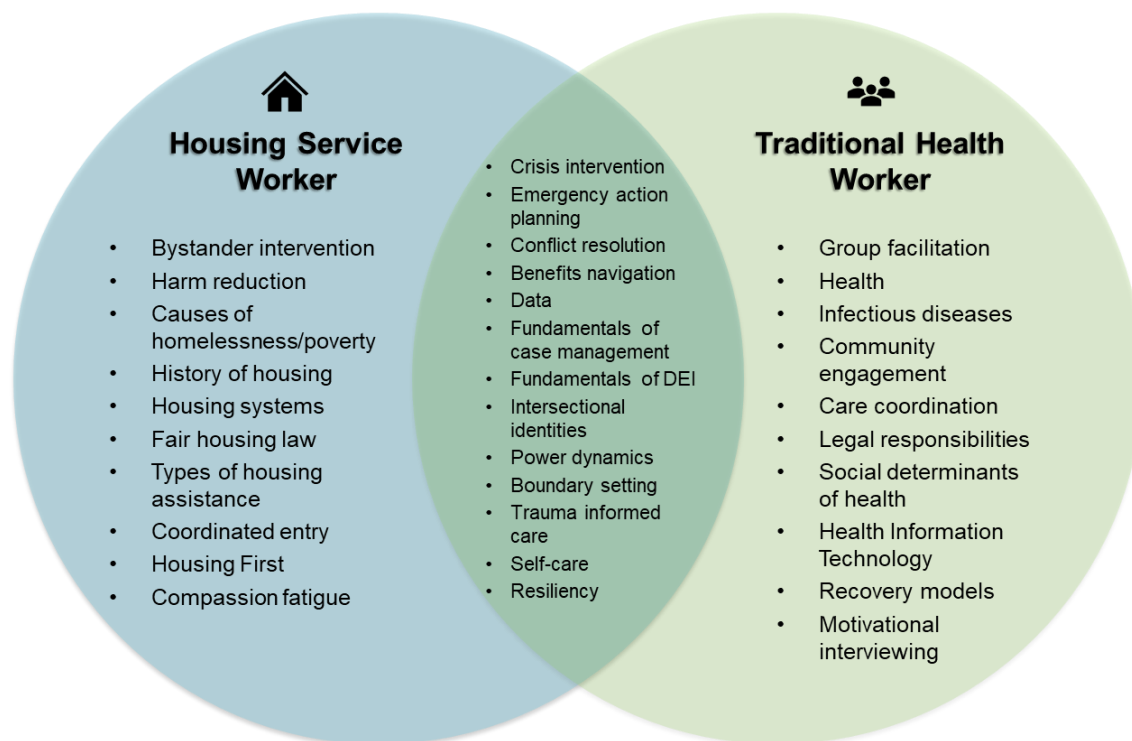 Housing Service
Worker
• Bystander intervention
• Harm reduction
• Causes of
homelessness/poverty
• History of housing
• Housing systems
• Fair housing law
• Types of housing
assistance
• Coordinated entry
• Housing First
• Compassion fatigue
• Crisis intervention
• Emergency action
planning
• Conflict resolution
• Benefits navigation
• Data
• Fundamentals of
case management
• Fundamentals of DEI
• Intersectional
identities
• Power dynamics
• Boundary setting
• Trauma informed
care
• Self-care
• Resiliency
Traditional Health
Worker
• Group facilitation
• Health
• Infectious diseases
• Community
engagement
• Care coordination
• Legal responsibilities
• Social determinants
of health
• Health Information
Technology
• Recovery models
• Motivational
interviewing